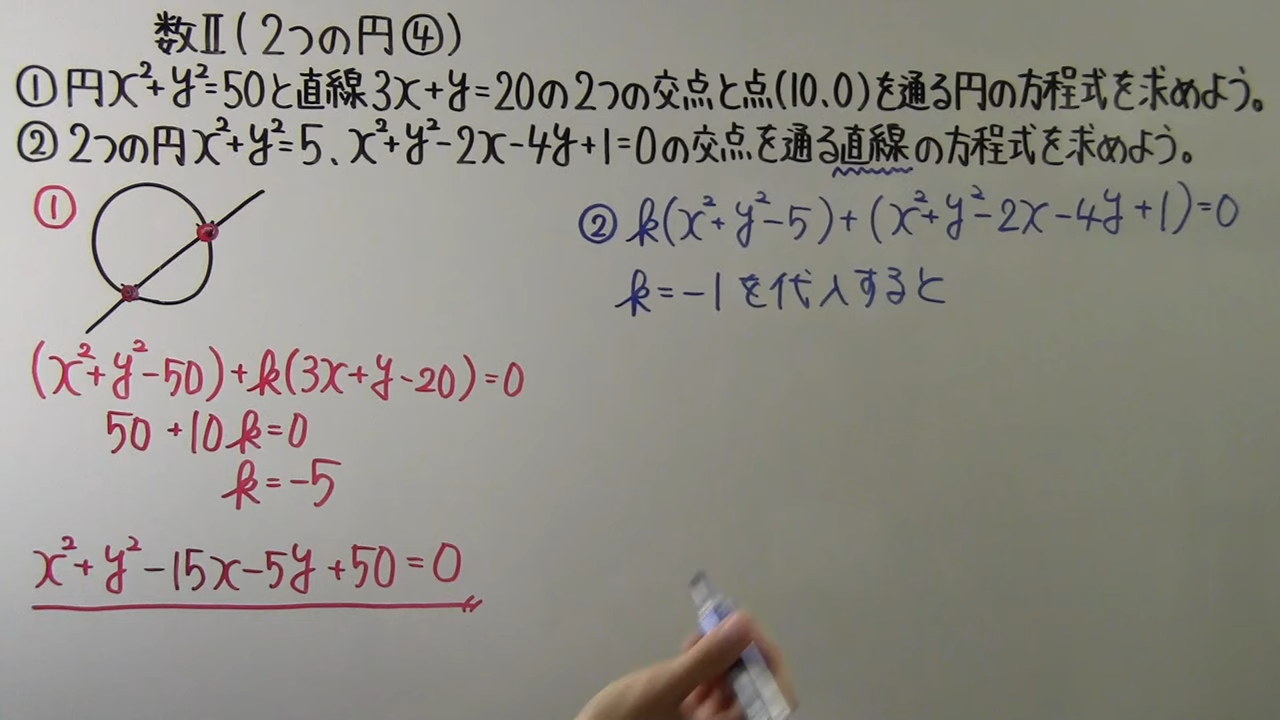 数Ⅱ(2つの円④)
①円x²+y²=50と直線3x+y=20の2つの交点と点(10、0)を通る円の方程式を求めよう。
②2つの円x²+y²=5、x²+y²-2x-4y+1=0の交点を通る直線の方程式を求めよう。
①
(x²+y²-50)+k(3x+y-20)=0
50+10k=0
k=-5
x²+y²-15x-5y+50=0
②k(x²+y²-5)+(x²+y²-2x-4y+1)=0
k=-1を代入すると